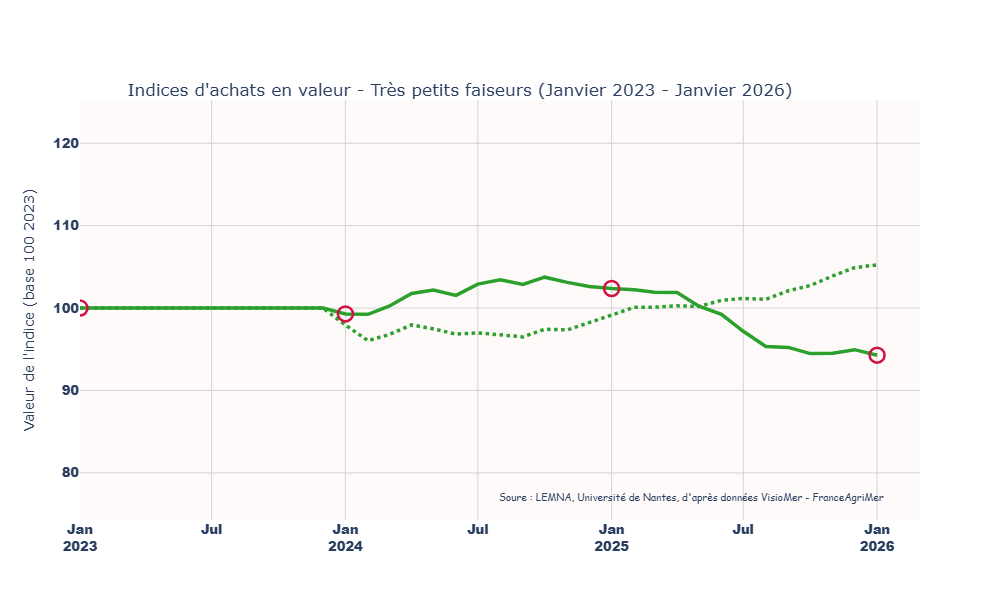 Indices d'achats en valeur - Très petits faiseurs (Janvier 2023 - Janvier 2026)
Valeur de l'indice (base 100 2023)
120
110
100
90
80
Soure : LEMNA, Université de Nantes, d'après données VisioMer - FranceAgriMer
Jan Jul Jan Jul Jan Jul Jan
2023 2024 2025 2026